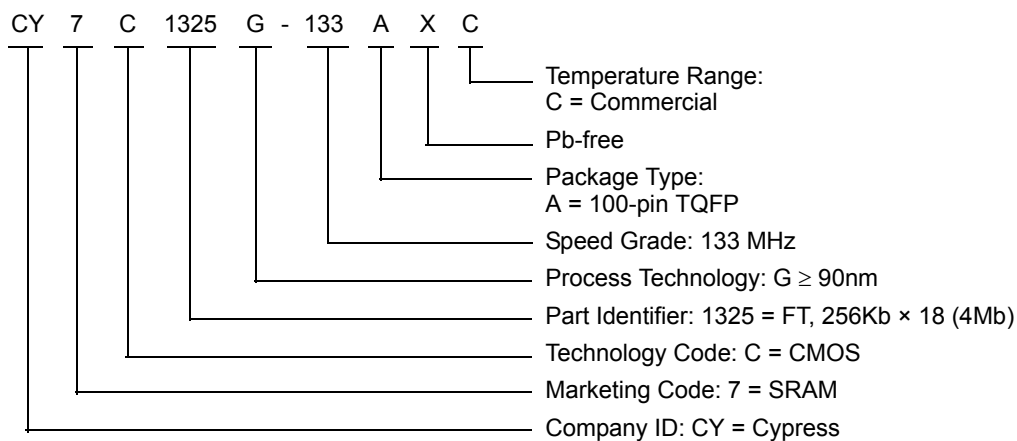 CY 7 C 1325 G - 133 A X C
Temperature Range:
C = Commercial
Pb-free
Package Type:
A = 100-pin TQFP
Speed Grade: 133 MHz
Process Technology: G ≥ 90nm
Part Identifier: 1325 = FT, 256Kb × 18 (4Mb)
Technology Code: C = CMOS
Marketing Code: 7 = SRAM
Company ID: CY = Cypress